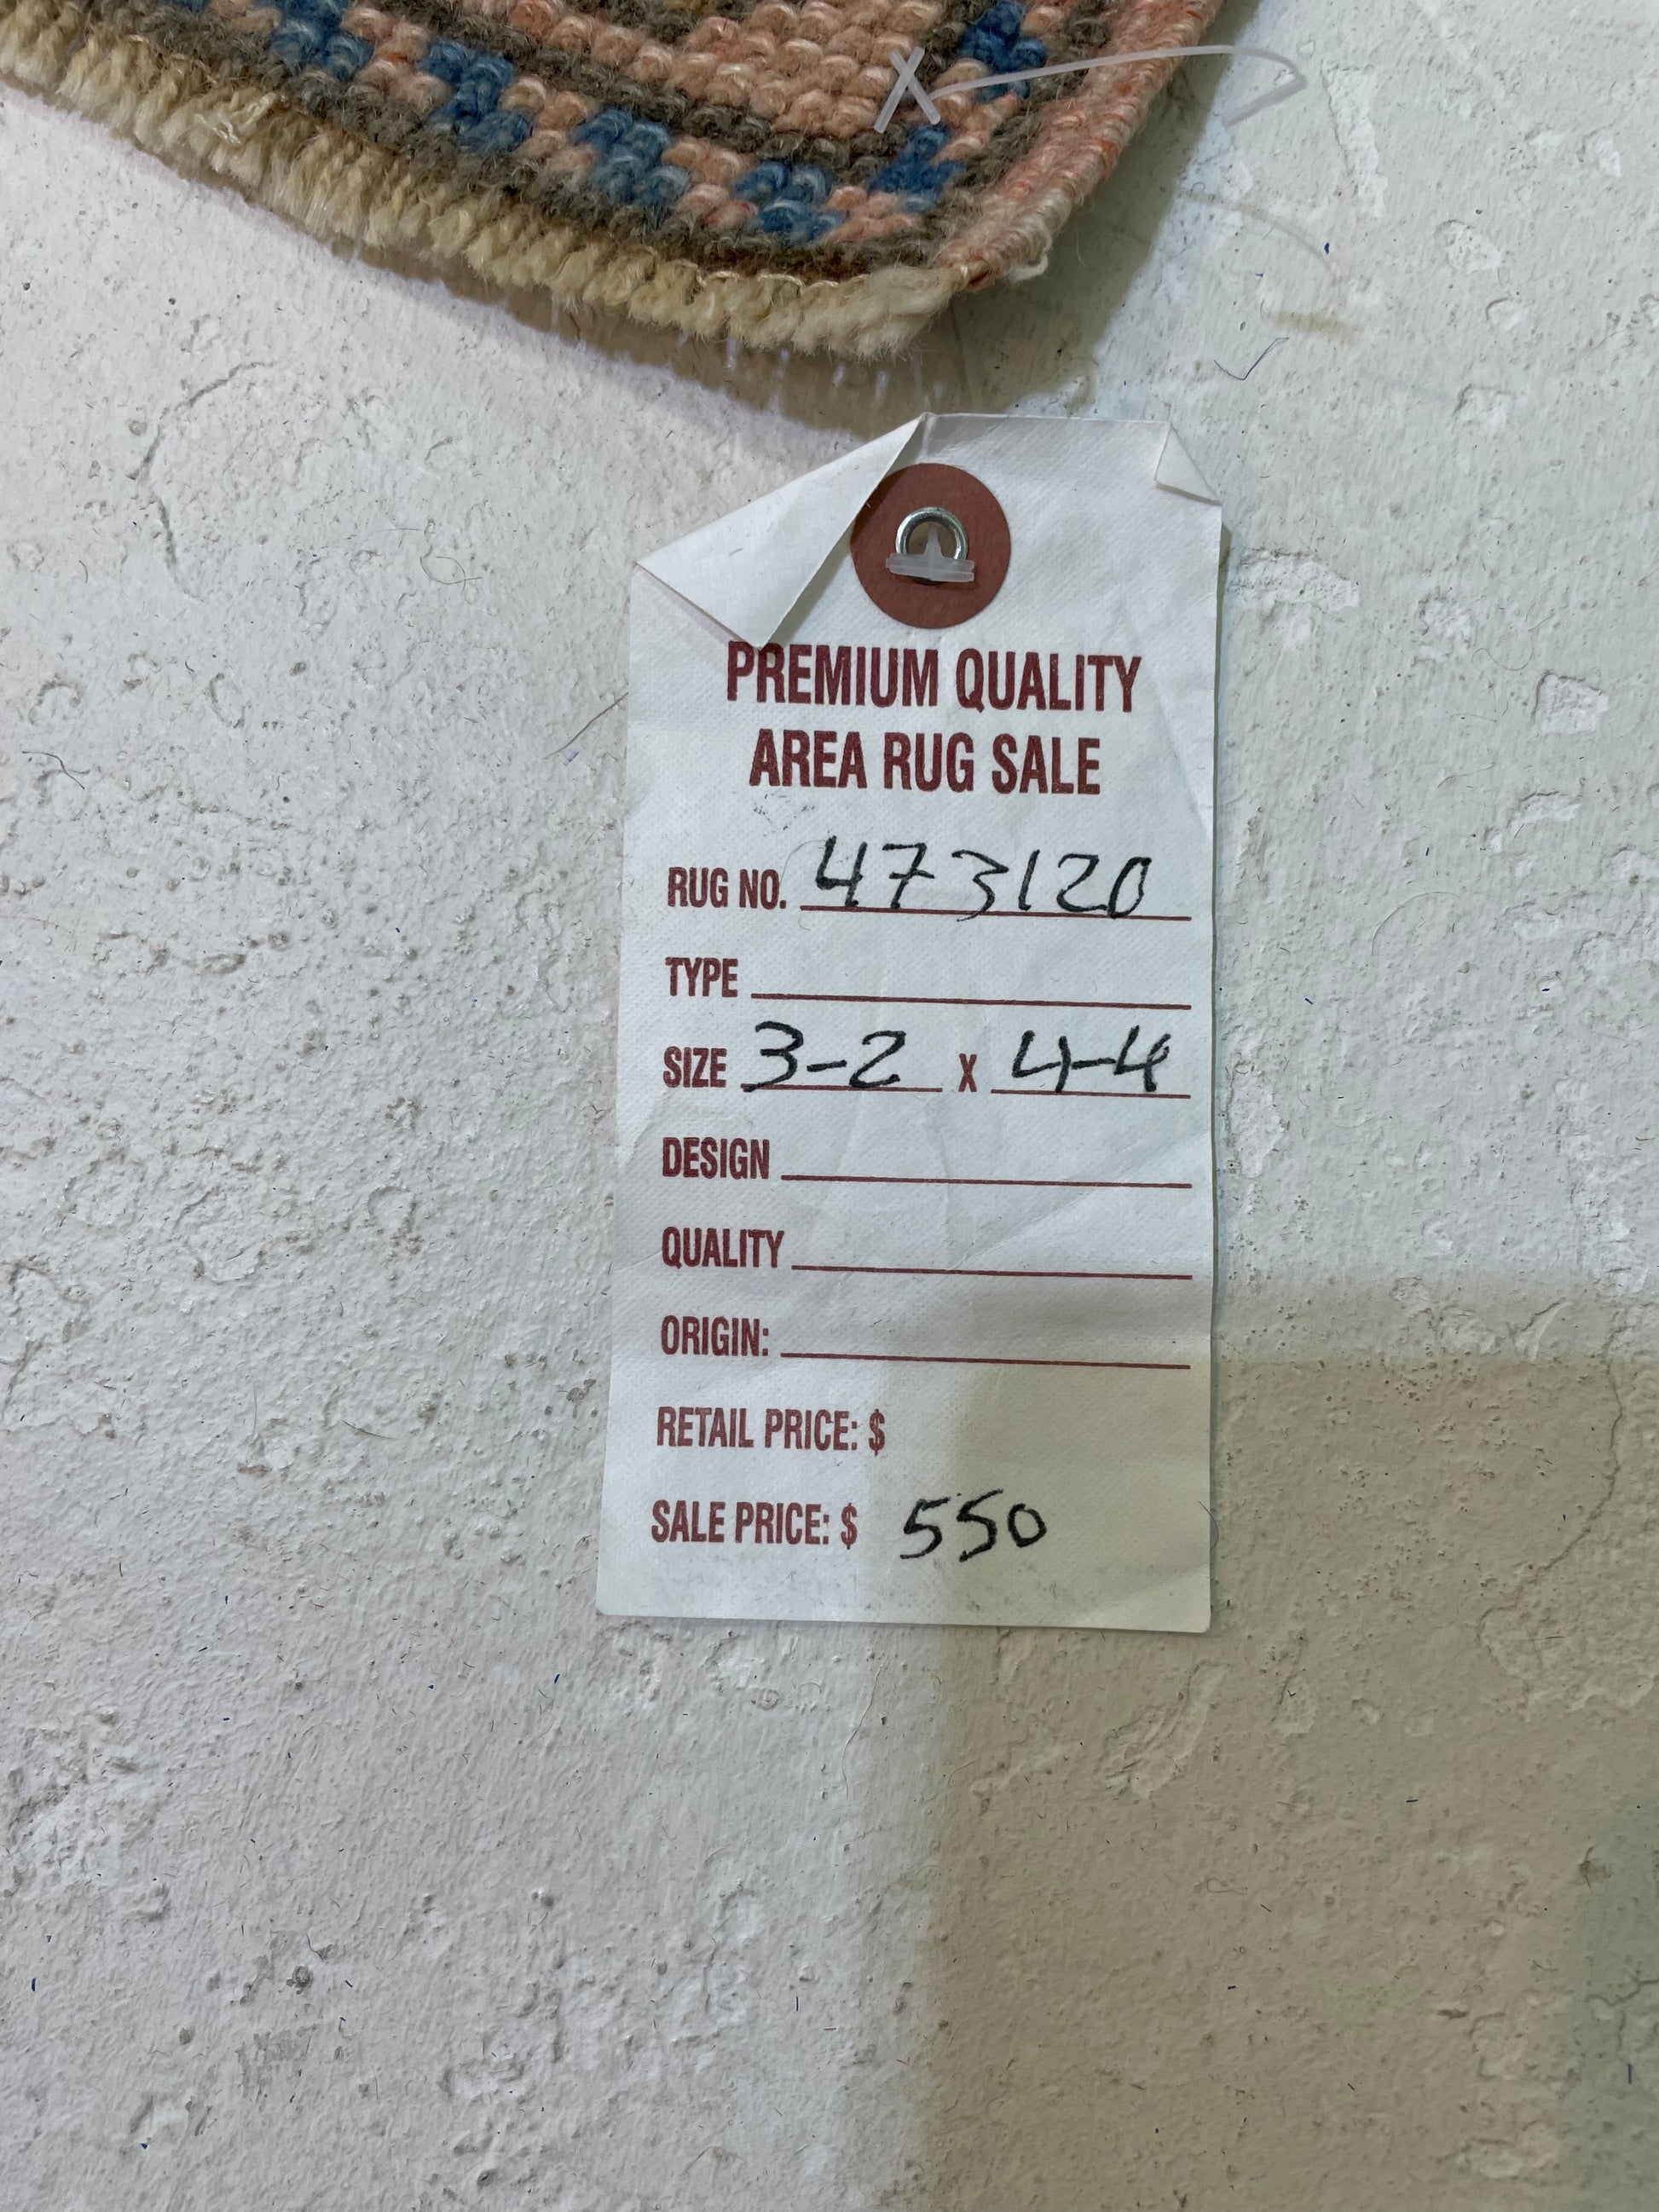 PREMIUM QUALITY
AREA RUG SALE
RUG NO. 473120
TYPE
SIZE 3-2 X 4-4
DESIGN
QUALITY
ORIGIN:
RETAIL PRICE: $
SALE PRICE: $ 550